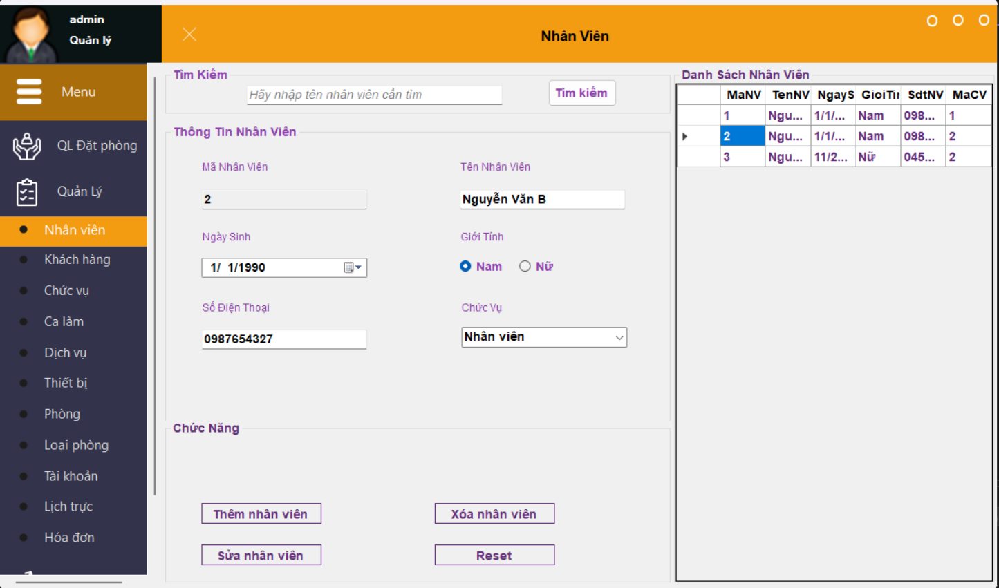 admin
Quản lý
Nhân Viên
Menu
QL Đặt phòng
Quản Lý
Nhân viên
Khách hàng
Chức vụ
Ca làm
Dịch vụ
Thiết bị
Phòng
Loại phòng
Tài khoản
Lịch trực
Hóa đơn
Tìm Kiếm
Hãy nhập tên nhân viên cần tìm
Tìm kiếm
Thông Tin Nhân Viên
Mã Nhân Viên
Tên Nhân Viên
2
Nguyễn Văn B
Ngày Sinh
Giới Tính
1/ 1/1990
Nam Nữ
Số Điện Thoại
Chức Vụ
0987654327
Nhân viên
Chức Năng
Thêm nhân viên
Xóa nhân viên
Sửa nhân viên
Reset
Danh Sách Nhân Viên
MaNV TenNV NgayS GioiTin SdtNV MaCV
1 Ngu... 1/1/... Nam 098... 1
2 Ngu... 1/1/... Nam 098... 2
3 Ngu... 11/2... Nữ 045... 2